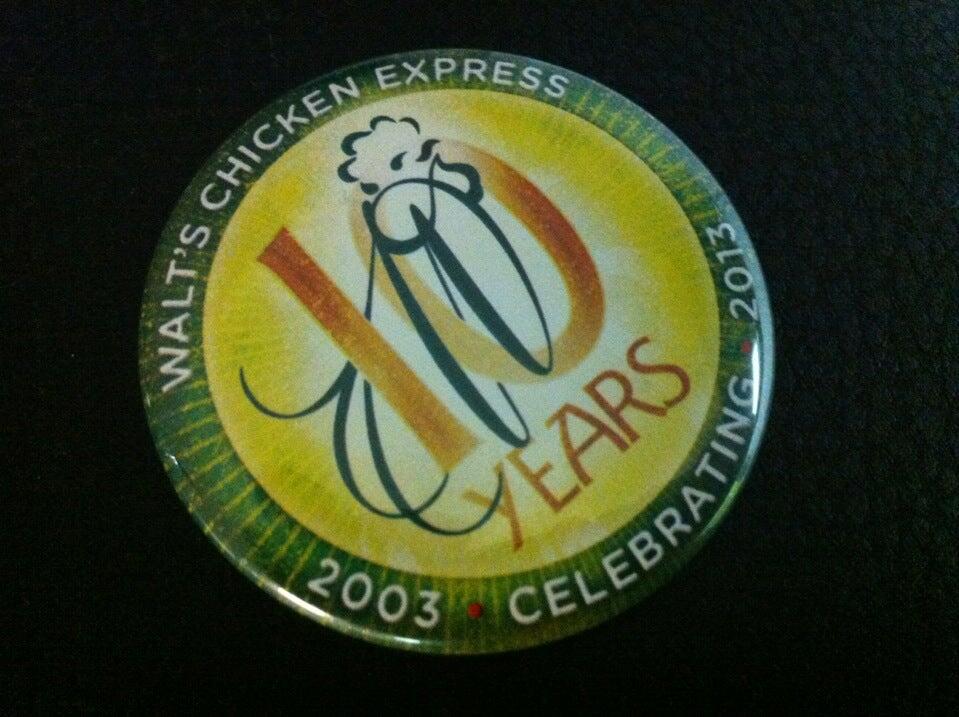 WALT'S CHICKEN EXPRESS
10
YEARS
2003 • CELEBRATING • 2013